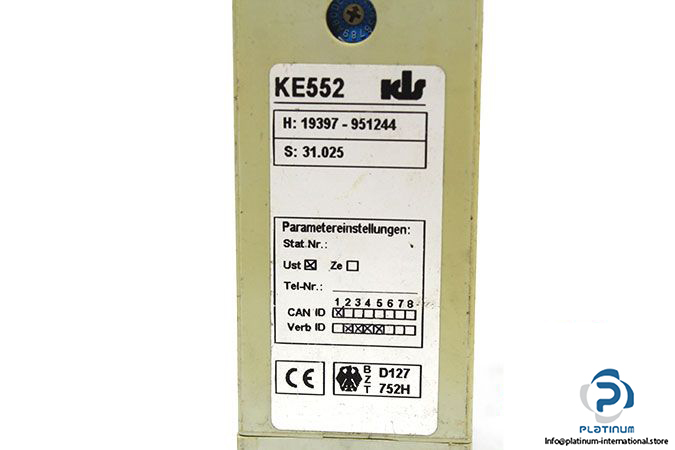 KE552 kds
H: 19397 - 951244
S: 31.025
Parametereinstellungen:
Stat.Nr.:
Ust ☒ Ze ☐
Tel-Nr.:
1 2 3 4 5 6 7 8
CAN ID ☒☐☐☐☐☐☐☐
Verb ID ☐☒☒☒☒☐☐☐
CE BZT D127
752H
PLATINUM
Info@platinum-international.store